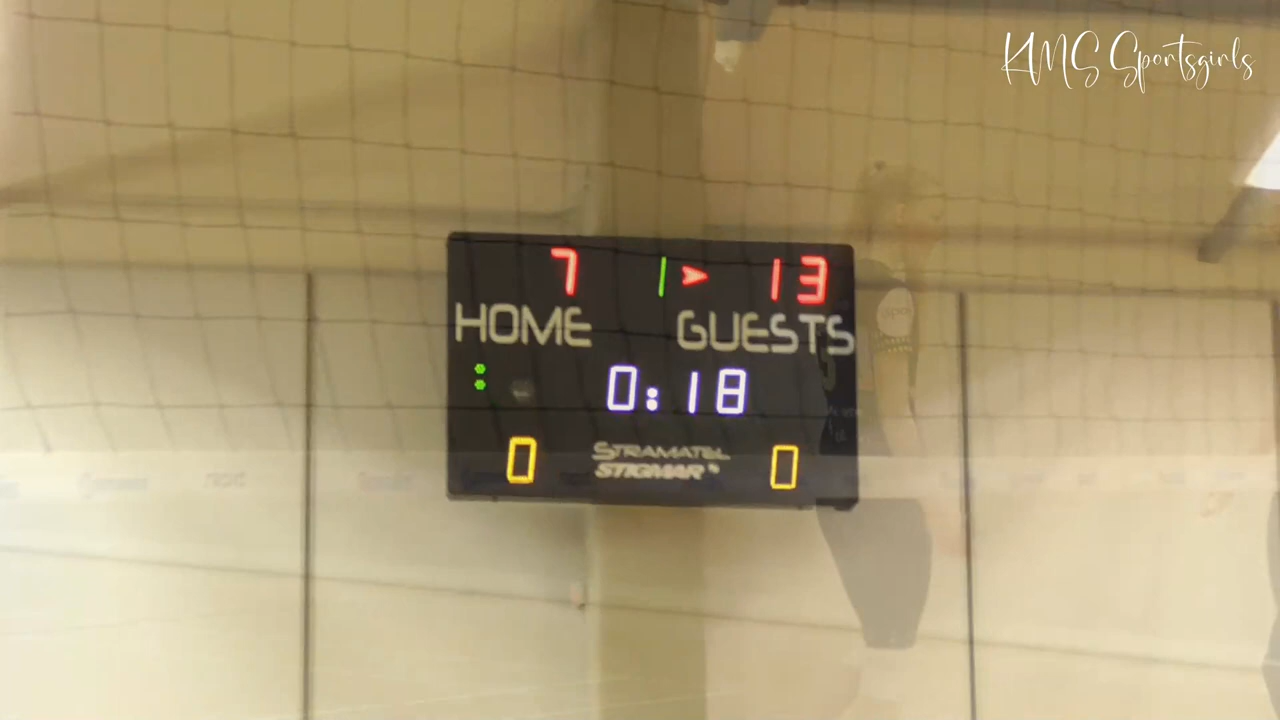 KMS Sportsgirls
7 1 13
HOME GUESTS
0:18
0 0
STRAMATEL
STIGMAR